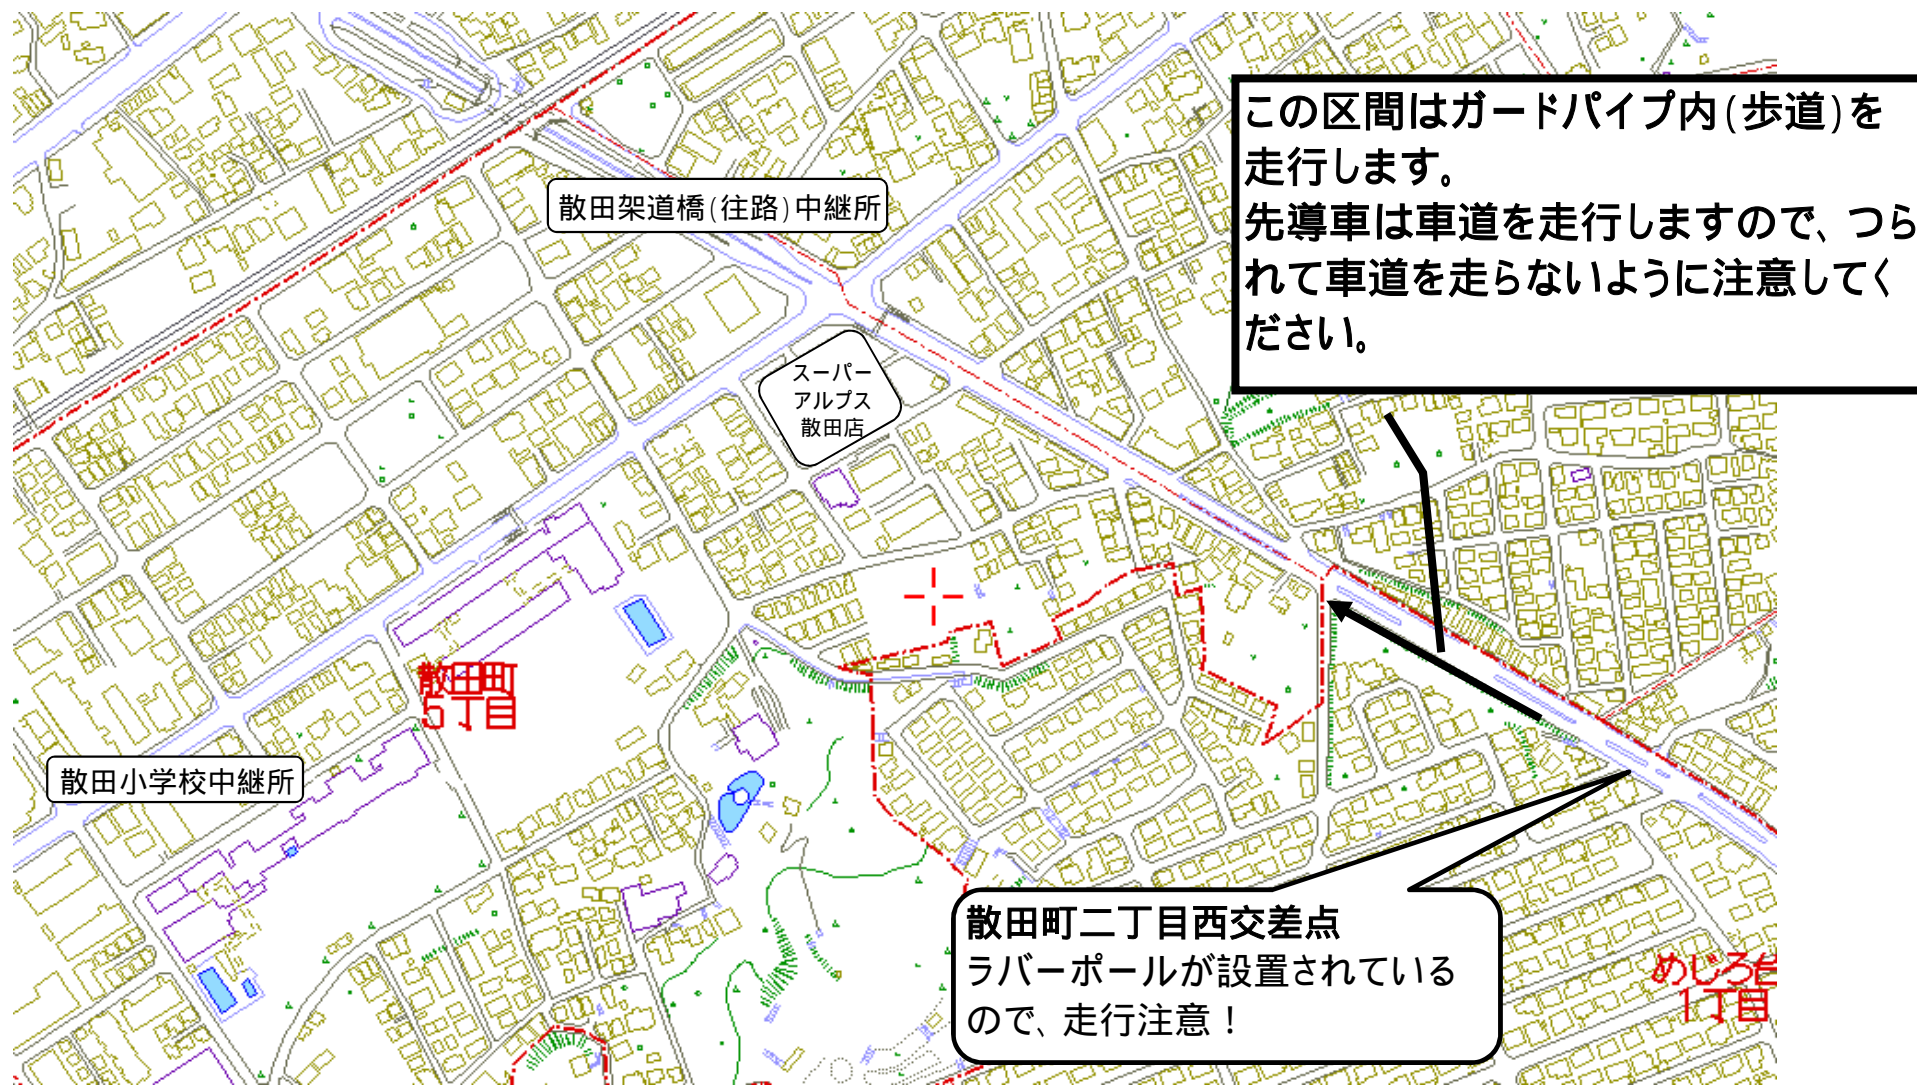 この区間はガードパイプ内(歩道)を
走行します。
先導車は車道を走行しますので、つら
れて車道を走らないように注意してく
ださい。
散田架道橋(往路)中継所
スーパー
アルプス
散田店
散田町
5丁目
散田小学校中継所
散田町二丁目西交差点
ラバーポールが設置されている
ので、走行注意！
めじろ台
1丁目